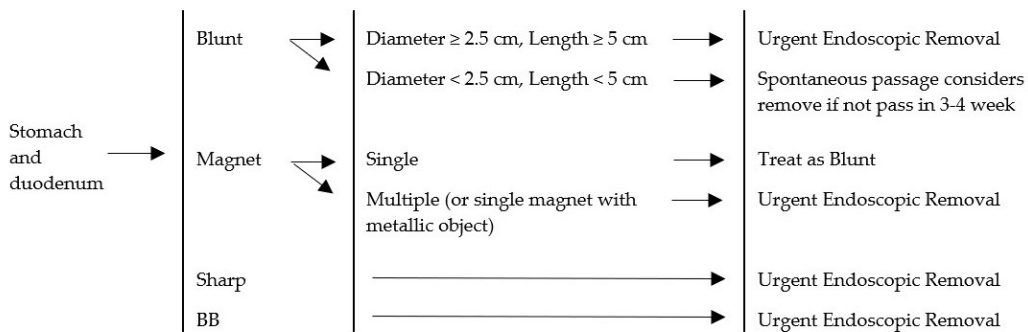 Blunt
Diameter ≥ 2.5 cm, Length ≥ 5 cm
Urgent Endoscopic Removal
Diameter < 2.5 cm, Length < 5 cm
Spontaneous passage considers
remove if not pass in 3-4 week
Stomach
and
duodenum
Magnet
Single
Treat as Blunt
Multiple (or single magnet with
metallic object)
Urgent Endoscopic Removal
Sharp
Urgent Endoscopic Removal
BB
Urgent Endoscopic Removal